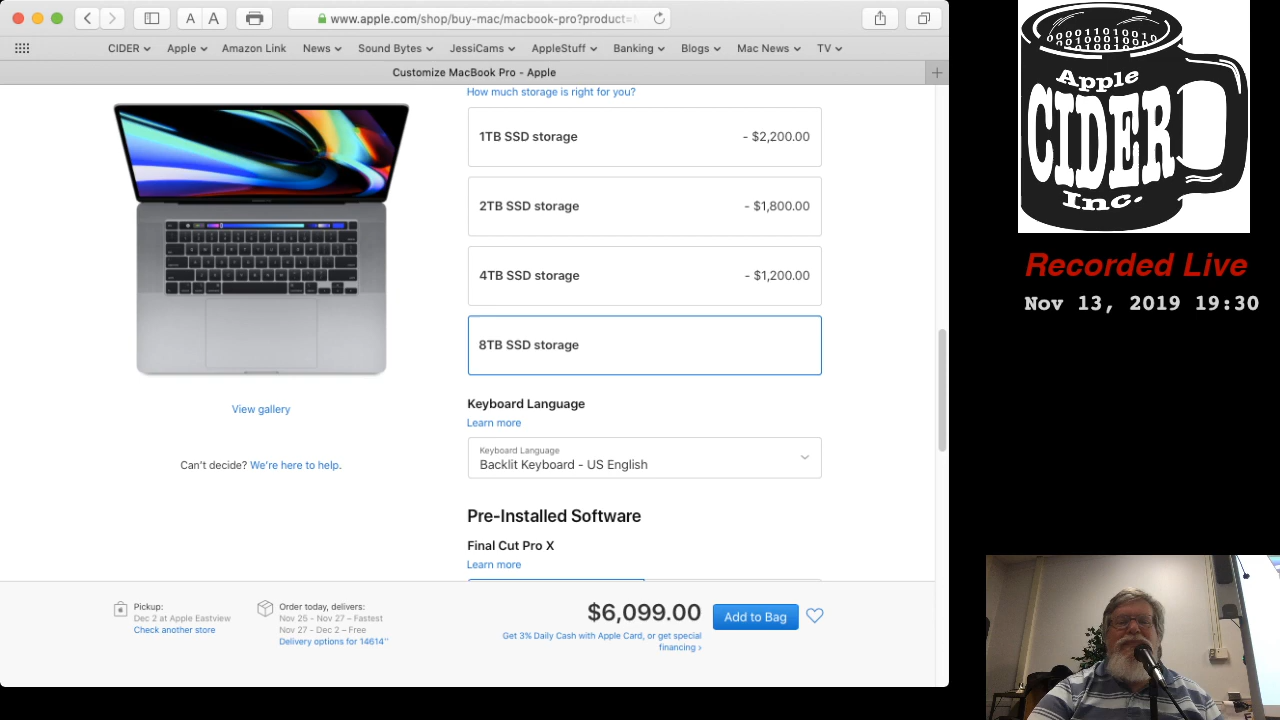 www.apple.com/shop/buy-mac/macbook-pro?product=
A A
CIDER Apple Amazon Link News Sound Bytes JessiCams AppleStuff Banking Blogs Mac News TV
Customize MacBook Pro - Apple
+
How much storage is right for you?
1TB SSD storage - $2,200.00
2TB SSD storage - $1,800.00
4TB SSD storage - $1,200.00
8TB SSD storage
View gallery
Can't decide? We're here to help.
Keyboard Language
Learn more
Keyboard Language
Backlit Keyboard - US English
Pre-Installed Software
Final Cut Pro X
Learn more
Pickup:
Dec 2 at Apple Eastview
Check another store
Order today, delivers:
Nov 25 - Nov 27 – Fastest
Nov 27 - Dec 2 – Free
Delivery options for 14614**
$6,099.00
Add to Bag
Get 3% Daily Cash with Apple Card, or get special
financing ›
Apple
CIDER
Inc.
Recorded Live
Nov 13, 2019 19:30